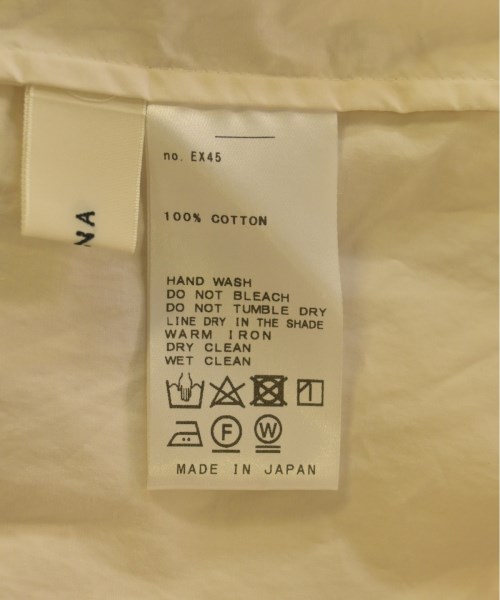 NA
no. EX45
100% COTTON
HAND WASH
DO NOT BLEACH
DO NOT TUMBLE DRY
LINE DRY IN THE SHADE
WARM IRON
DRY CLEAN
WET CLEAN
F W
MADE IN JAPAN